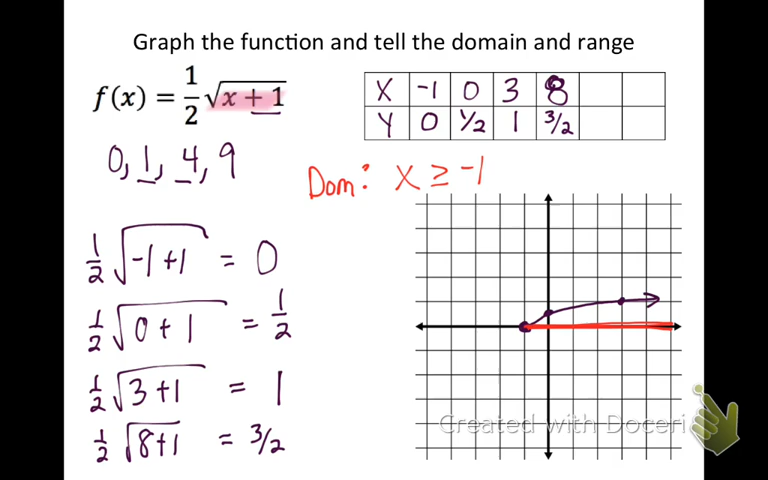 Graph the function and tell the domain and range
f(x) = 1/2 √(x + 1)
X -1 0 3 8
Y 0 1/2 1 3/2
0, 1, 4, 9
Dom: X ≥ -1
1/2 √(-1+1) = 0
1/2 √(0+1) = 1/2
1/2 √(3+1) = 1
1/2 √(8+1) = 3/2
Created with Doceri